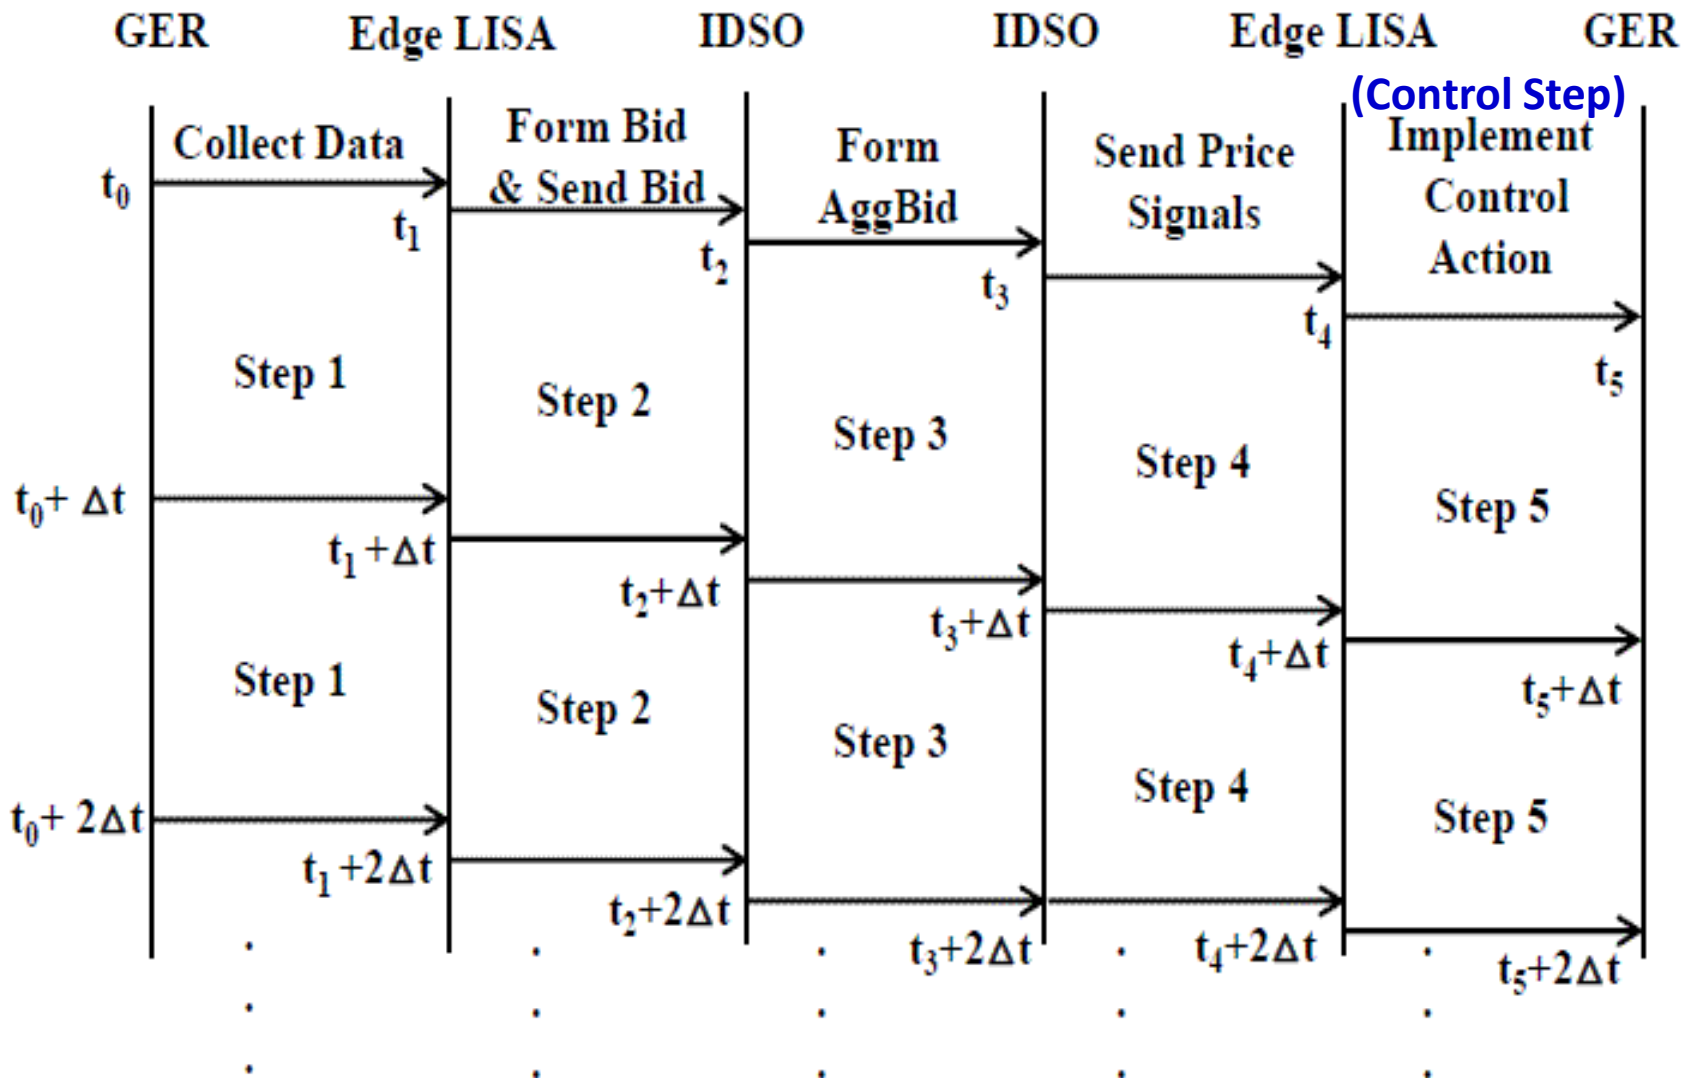 GER Edge LISA IDSO IDSO Edge LISA GER
(Control Step)
Collect Data
Form Bid
& Send Bid
Form
AggBid
Send Price
Signals
Implement
Control
Action
t₀
t₁
t₂
t₃
t₄
t₅
Step 1
Step 2
Step 3
Step 4
Step 5
t₀+ Δt
t₁+Δt
t₂+Δt
t₃+Δt
t₄+Δt
t₅+Δt
Step 1
Step 2
Step 3
Step 4
Step 5
t₀+ 2Δt
t₁+2Δt
t₂+2Δt
t₃+2Δt
t₄+2Δt
t₅+2Δt